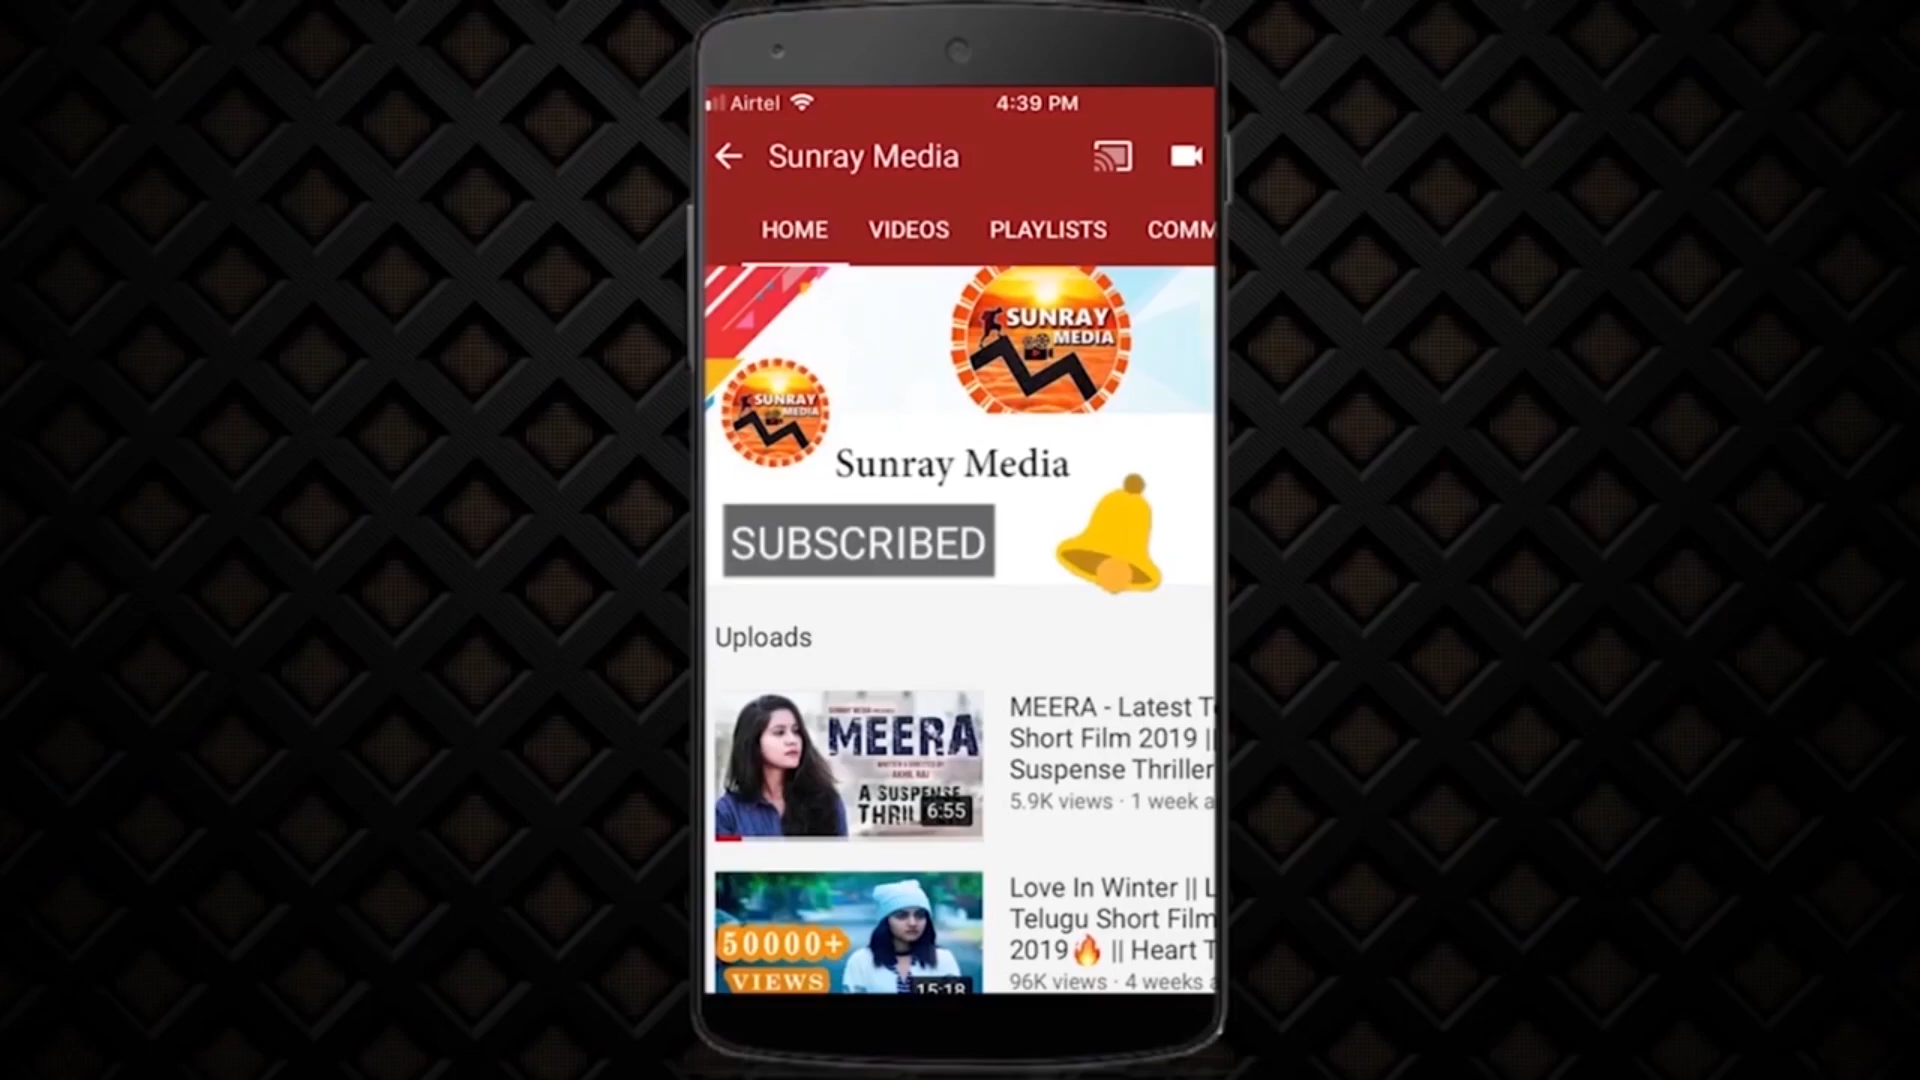 Airtel
4:39 PM
Sunray Media
HOME
VIDEOS
PLAYLISTS
COMM
SUNRAY
MEDIA
SUNRAY
MEDIA
Sunray Media
SUBSCRIBED
Uploads
MEERA
A SUSPENSE
THRIL
6:55
MEERA - Latest T
Short Film 2019 ||
Suspense Thriller
5.9K views · 1 week a
50000+
VIEWS
15:18
Love In Winter || L
Telugu Short Film
2019🔥 || Heart T
96K views · 4 weeks a